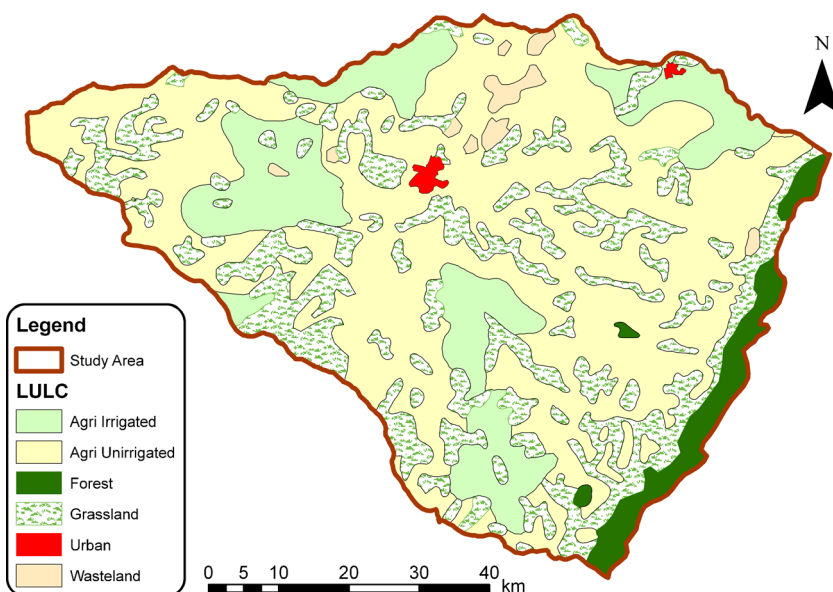 N
Legend
Study Area
LULC
Agri Irrigated
Agri Unirrigated
Forest
Grassland
Urban
Wasteland
0 5 10 20 30 40
km